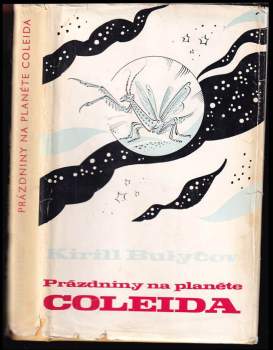 PRÁZDNINY NA PLANÉTE COLEIDA
Kirill Bulyčov
Prázdniny na planéte
COLEIDA